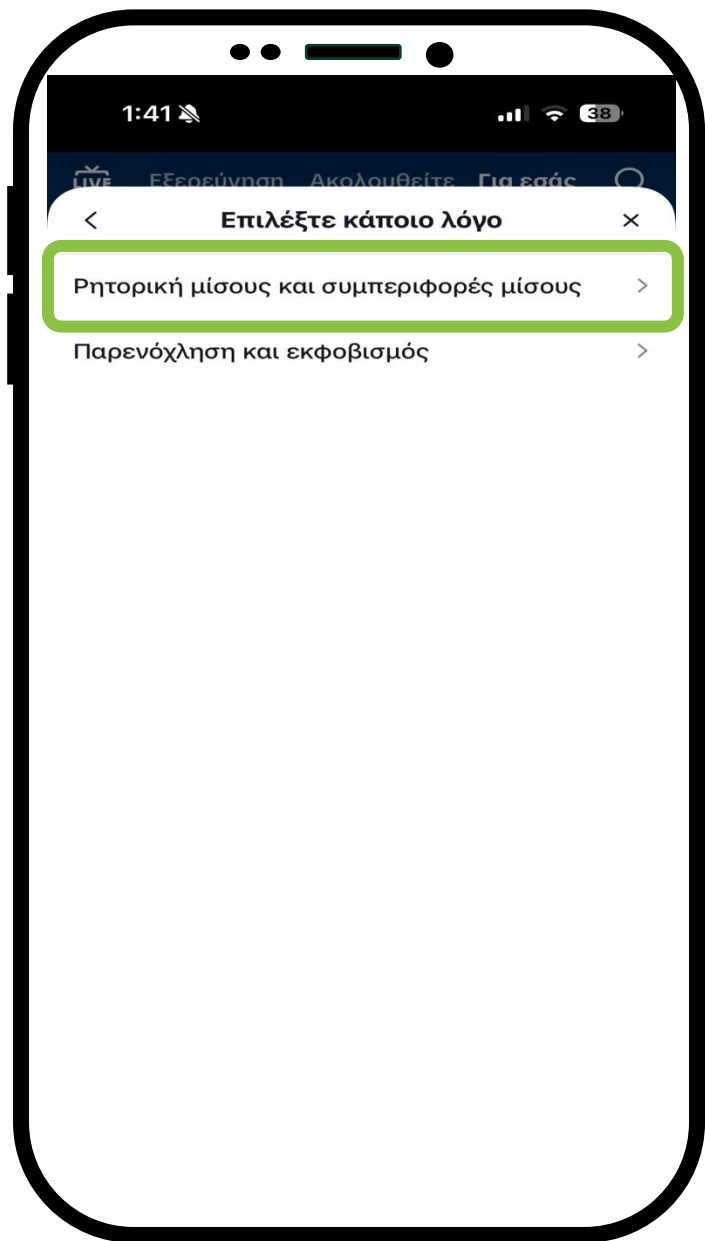 1:41
38
LIVE Εξερεύνηση Ακολουθείτε Για εσάς
Επιλέξτε κάποιο λόγο
Ρητορική μίσους και συμπεριφορές μίσους
Παρενόχληση και εκφοβισμός